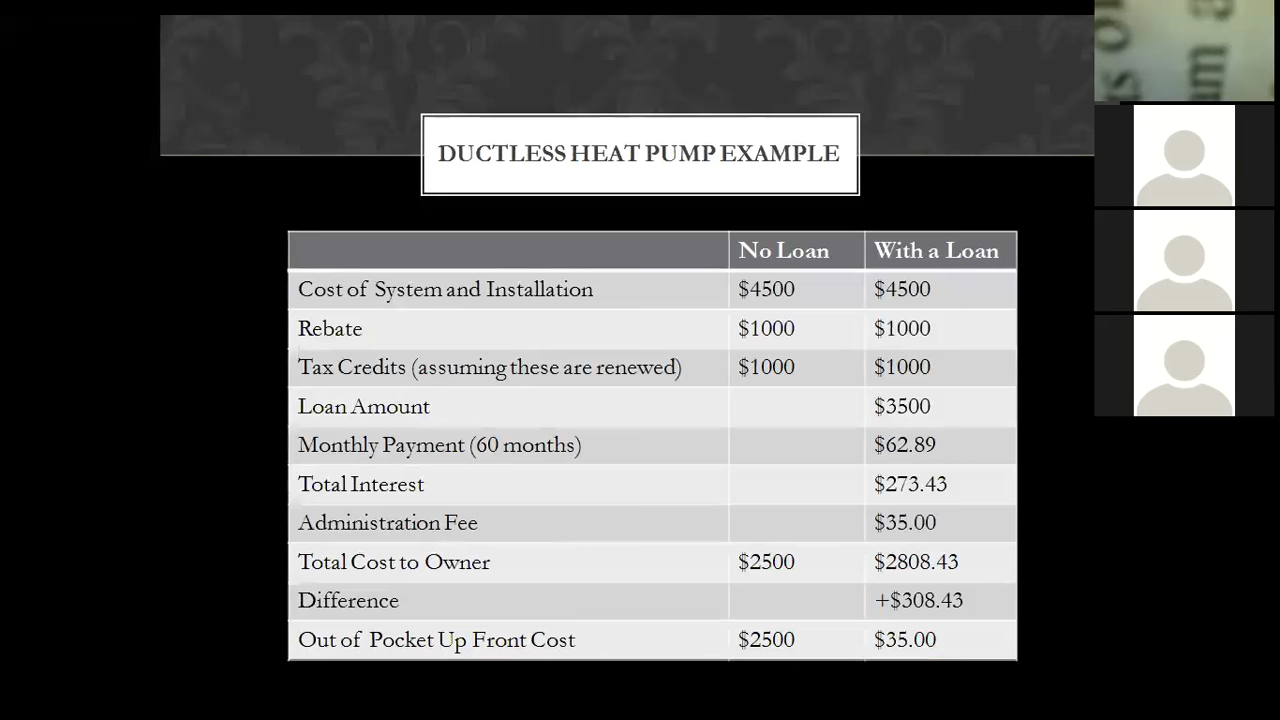 DUCTLESS HEAT PUMP EXAMPLE
No Loan With a Loan
Cost of System and Installation $4500 $4500
Rebate $1000 $1000
Tax Credits (assuming these are renewed) $1000 $1000
Loan Amount $3500
Monthly Payment (60 months) $62.89
Total Interest $273.43
Administration Fee $35.00
Total Cost to Owner $2500 $2808.43
Difference +$308.43
Out of Pocket Up Front Cost $2500 $35.00